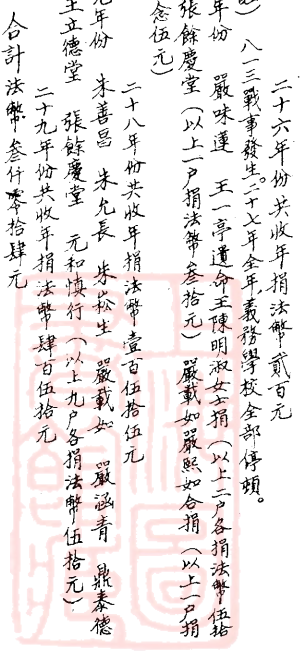 二十六年份共收年捐法幣貳百元
八一三戰事發生。二十七年全年，義務學校全部停頓。
年份　嚴味蓮　王一亭遺命王陳明淑女士捐（以上二户各捐法幣伍拾
張餘慶堂（以上一户捐法幣叁拾元）　嚴載如嚴熙如合捐（以上一户捐
念伍元）
二十八年份共收年捐法幣壹百伍拾伍元
年份　朱善昌　朱允長　朱松生　嚴載如　嚴涵青　鼎泰德
王立德堂　張餘慶堂　元和慎行（以上九户各捐法幣伍拾元）
二十九年份共收年捐法幣肆百伍拾元
合計法幣叁仟零拾肆元